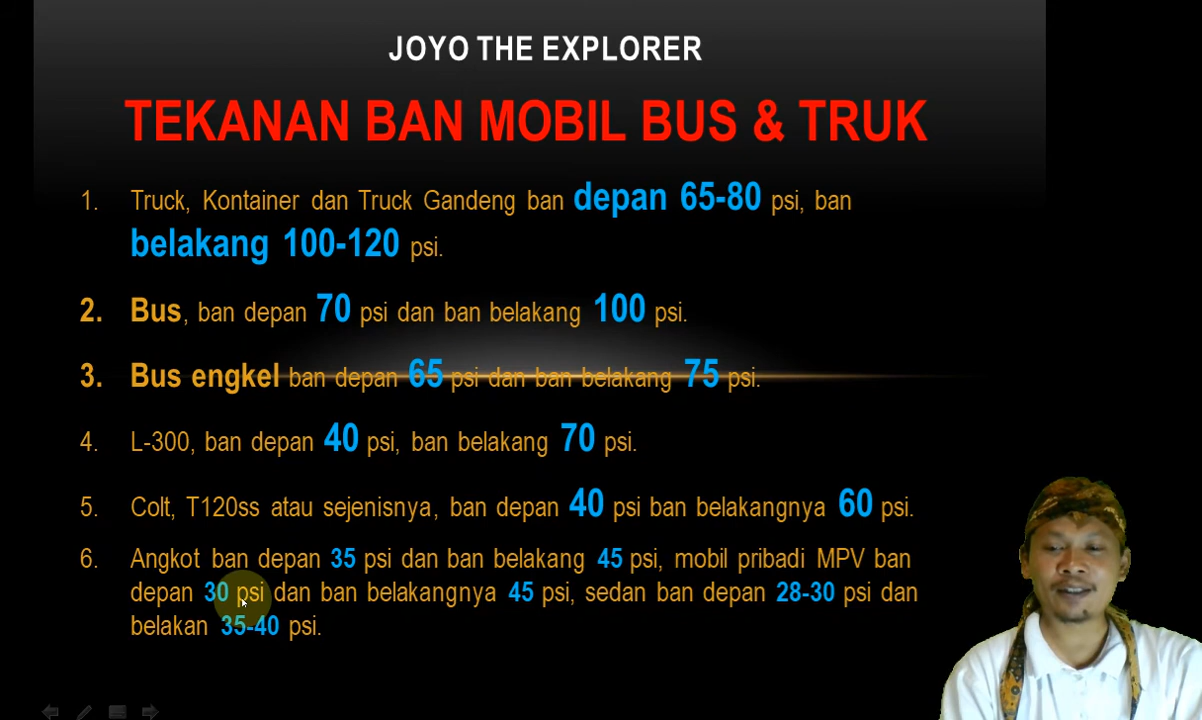 JOYO THE EXPLORER
TEKANAN BAN MOBIL BUS & TRUK
1. Truck, Kontainer dan Truck Gandeng ban depan 65-80 psi, ban
belakang 100-120 psi.
2. Bus, ban depan 70 psi dan ban belakang 100 psi.
3. Bus engkel ban depan 65 psi dan ban belakang 75 psi.
4. L-300, ban depan 40 psi, ban belakang 70 psi.
5. Colt, T120ss atau sejenisnya, ban depan 40 psi ban belakangnya 60 psi.
6. Angkot ban depan 35 psi dan ban belakang 45 psi, mobil pribadi MPV ban
depan 30 psi dan ban belakangnya 45 psi, sedan ban depan 28-30 psi dan
belakan 35-40 psi.